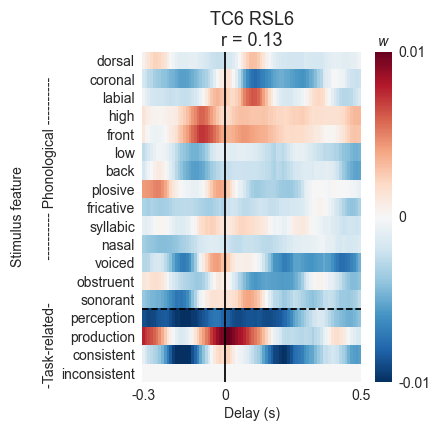 TC6 RSL6
r = 0.13
w
Stimulus feature
---------- Phonological ----------
-Task-related-
dorsal
coronal
labial
high
front
low
back
plosive
fricative
syllabic
nasal
voiced
obstruent
sonorant
perception
production
consistent
inconsistent
-0.3 0 0.5
Delay (s)
0.01
0
-0.01